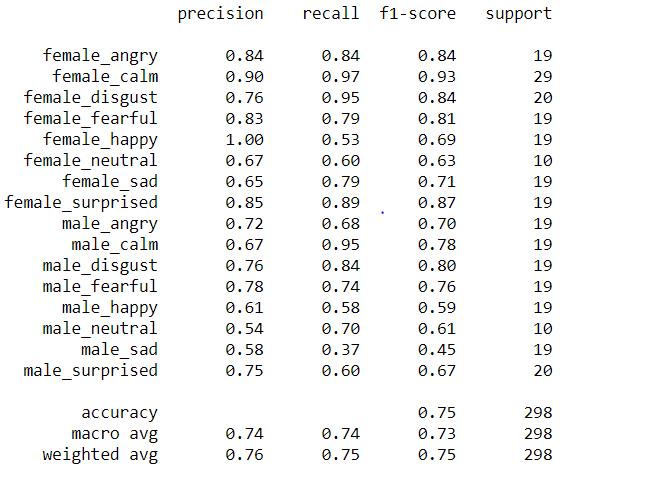 precision recall f1-score support
female_angry 0.84 0.84 0.84 19
female_calm 0.90 0.97 0.93 29
female_disgust 0.76 0.95 0.84 20
female_fearful 0.83 0.79 0.81 19
female_happy 1.00 0.53 0.69 19
female_neutral 0.67 0.60 0.63 10
female_sad 0.65 0.79 0.71 19
female_surprised 0.85 0.89 0.87 19
male_angry 0.72 0.68 0.70 19
male_calm 0.67 0.95 0.78 19
male_disgust 0.76 0.84 0.80 19
male_fearful 0.78 0.74 0.76 19
male_happy 0.61 0.58 0.59 19
male_neutral 0.54 0.70 0.61 10
male_sad 0.58 0.37 0.45 19
male_surprised 0.75 0.60 0.67 20
accuracy 0.75 298
macro avg 0.74 0.74 0.73 298
weighted avg 0.76 0.75 0.75 298